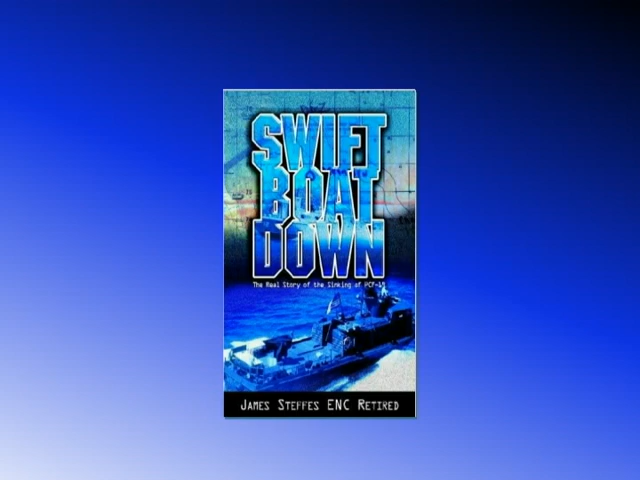 SWIFT
BOAT
DOWN
The Real Story of the Sinking of PCF-19
James Steffes ENC Retired